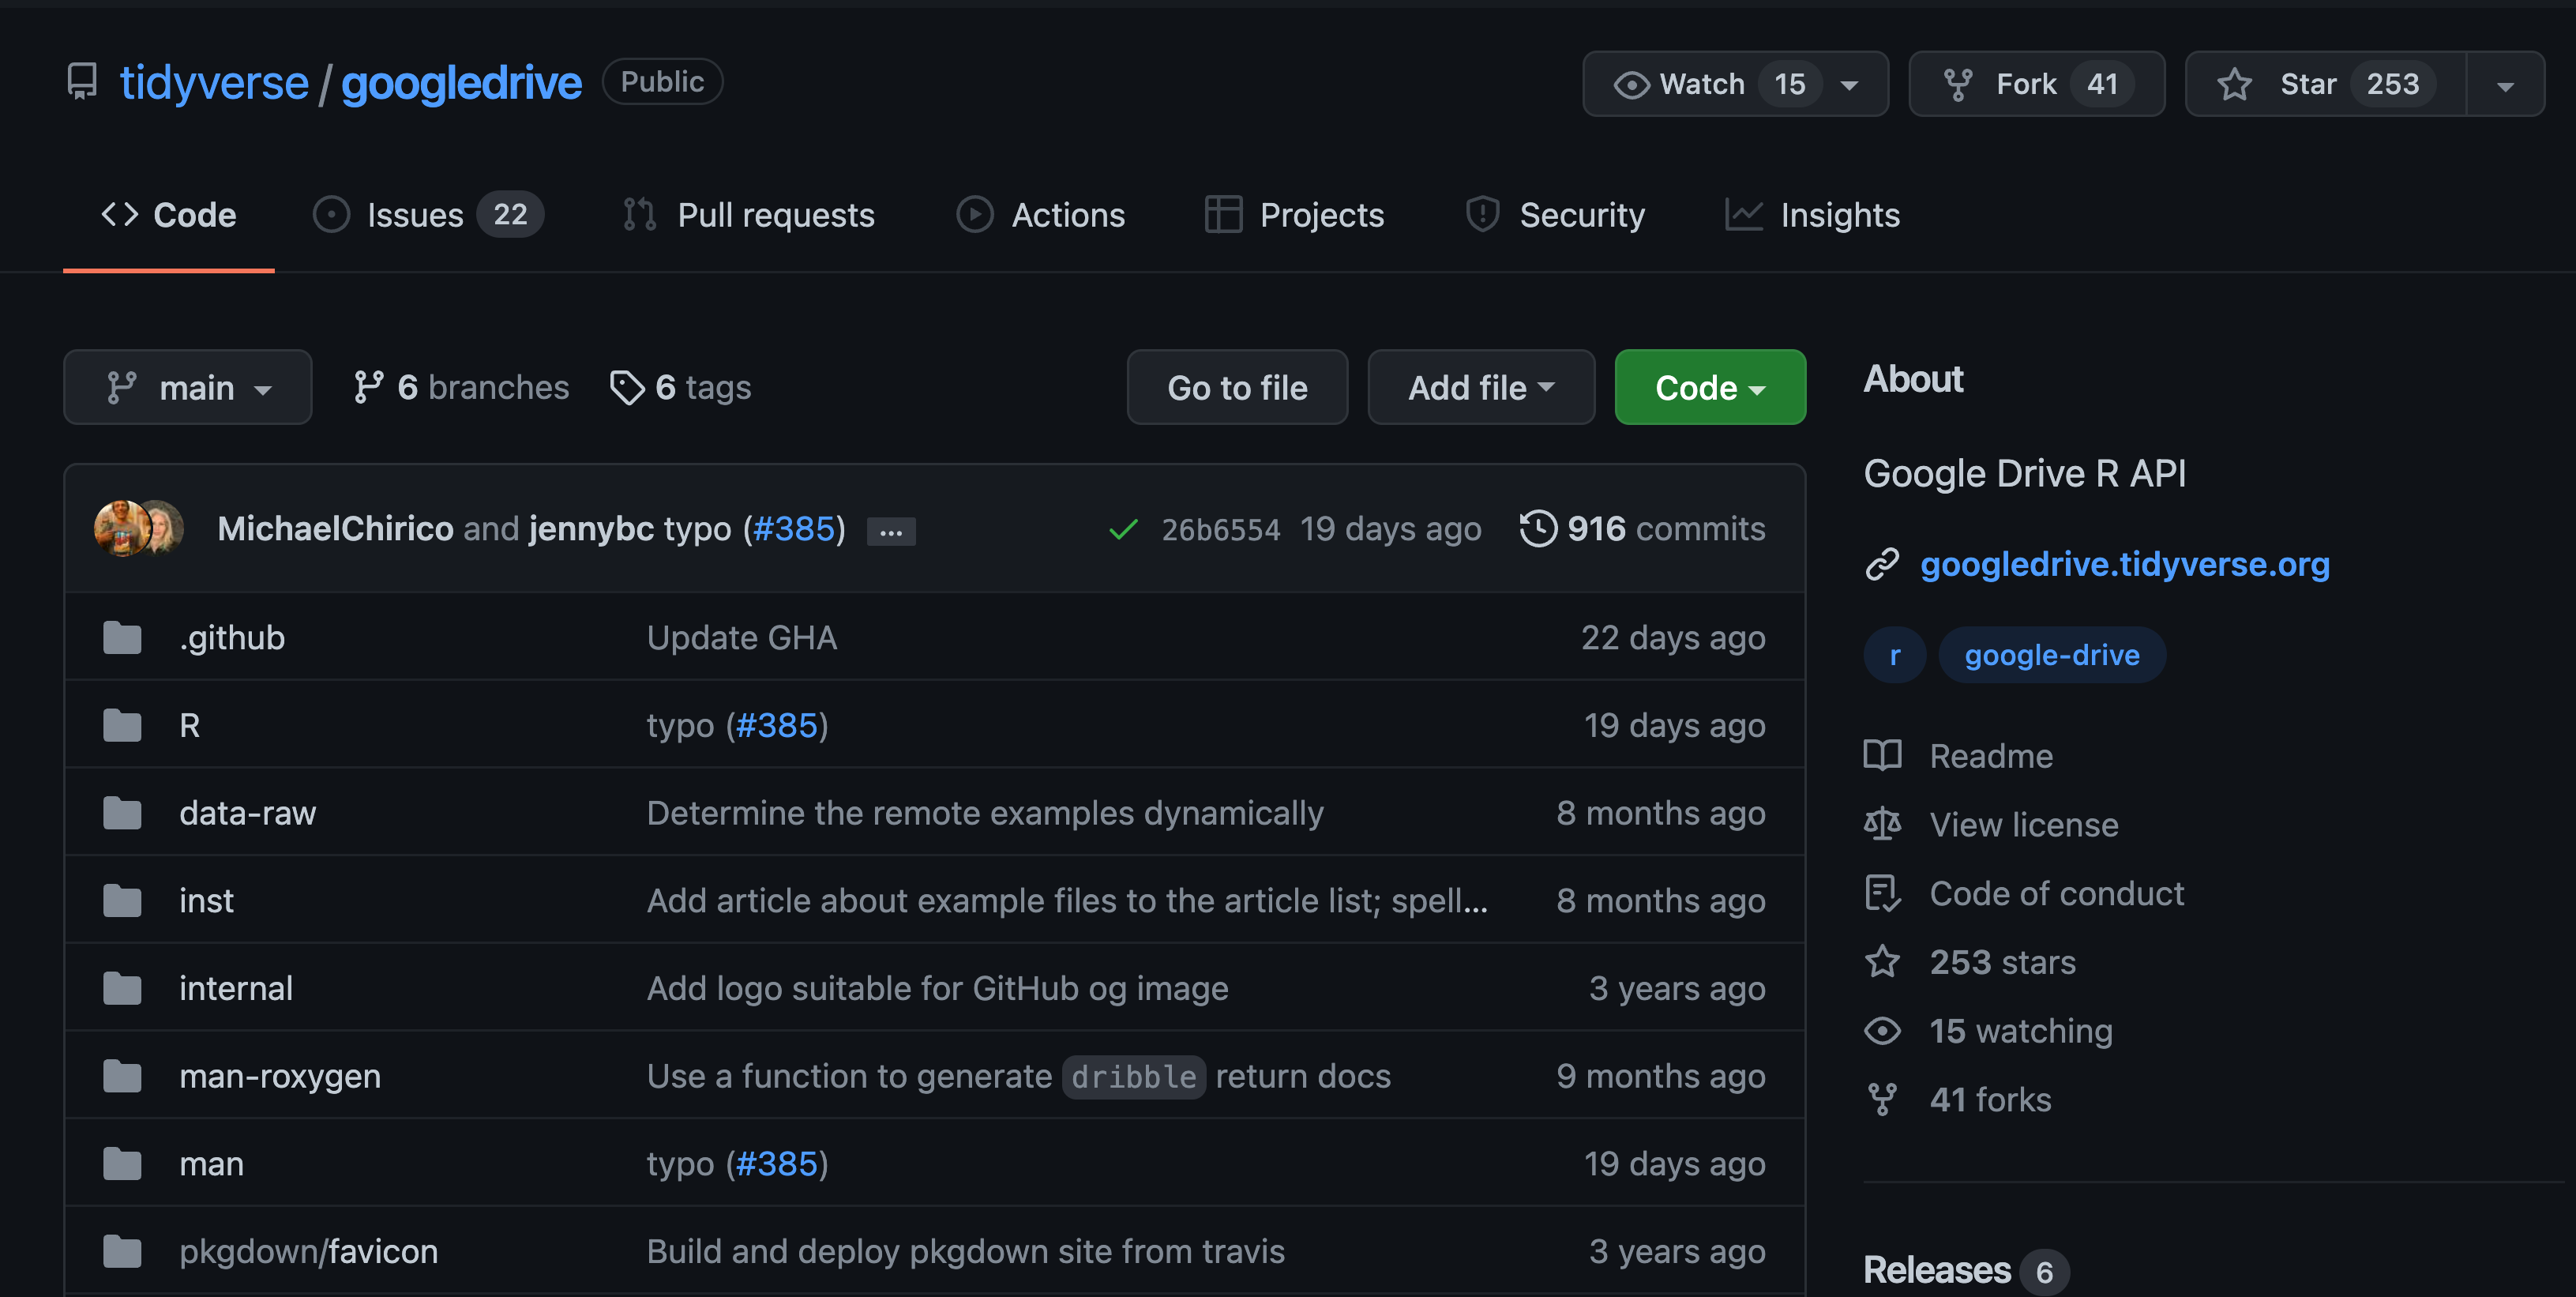 tidyverse / googledrive Public Watch 15 Fork 41 Star 253
Code Issues 22 Pull requests Actions Projects Security Insights
main 6 branches 6 tags Go to file Add file Code
MichaelChirico and jennybc typo (#385) ... 26b6554 19 days ago 916 commits
.github Update GHA 22 days ago
R typo (#385) 19 days ago
data-raw Determine the remote examples dynamically 8 months ago
inst Add article about example files to the article list; spell... 8 months ago
internal Add logo suitable for GitHub og image 3 years ago
man-roxygen Use a function to generate dribble return docs 9 months ago
man typo (#385) 19 days ago
pkgdown/favicon Build and deploy pkgdown site from travis 3 years ago
About
Google Drive R API
googledrive.tidyverse.org
r google-drive
Readme
View license
Code of conduct
253 stars
15 watching
41 forks
Releases 6